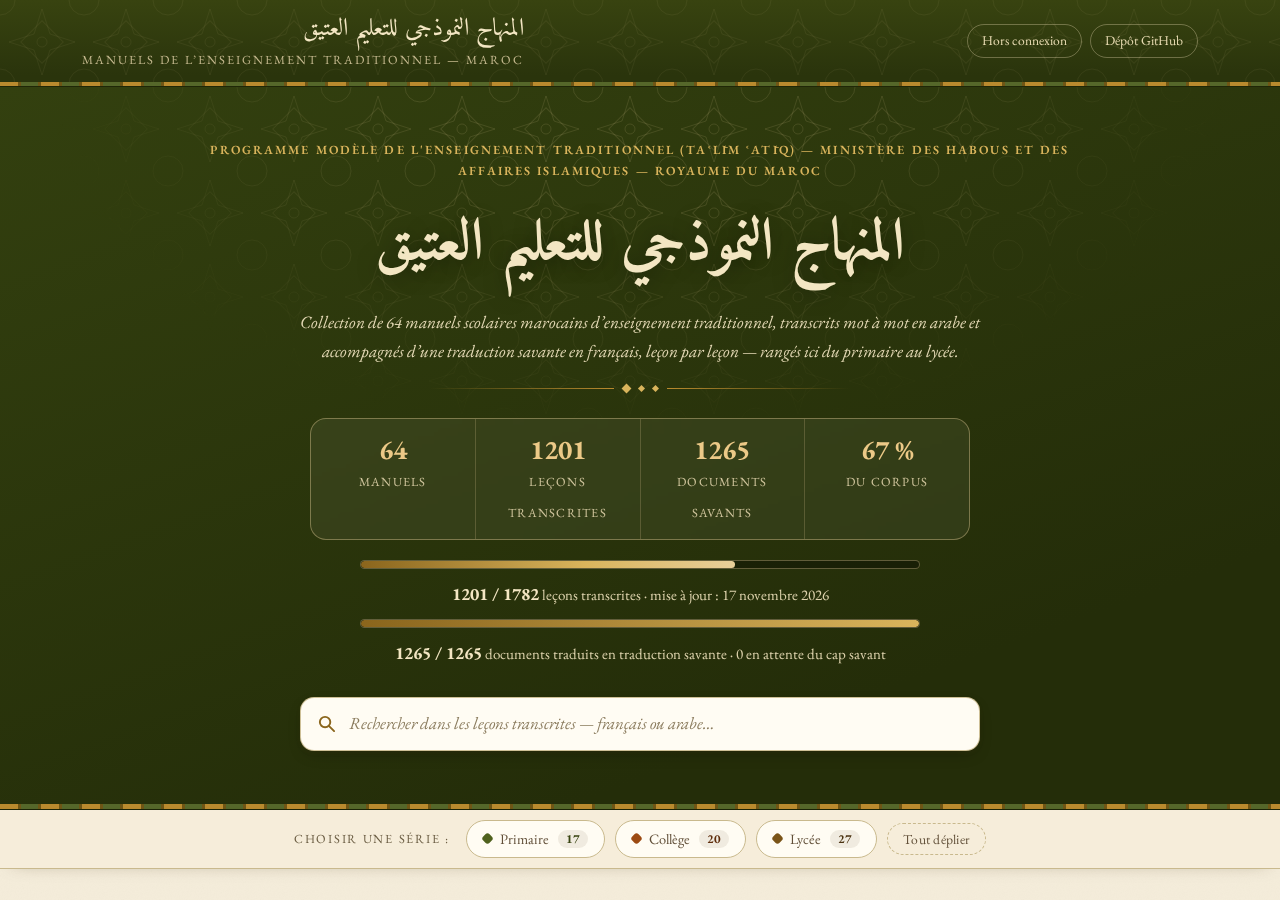 المنهاج النموذجي للتعليم العتيق
MANUELS DE L'ENSEIGNEMENT TRADITIONNEL — MAROC
Hors connexion
Dépôt GitHub
PROGRAMME MODÈLE DE L'ENSEIGNEMENT TRADITIONNEL (TAʿLĪM ʿATĪQ) — MINISTÈRE DES HABOUS ET DES
AFFAIRES ISLAMIQUES — ROYAUME DU MAROC
المنهاج النموذجي للتعليم العتيق
Collection de 64 manuels scolaires marocains d’enseignement traditionnel, transcrits mot à mot en arabe et
accompagnés d’une traduction savante en français, leçon par leçon — rangés ici du primaire au lycée.
64
MANUELS
1201
LEÇONS
TRANSCRITES
1265
DOCUMENTS
SAVANTS
67 %
DU CORPUS
1201 / 1782 leçons transcrites · mise à jour : 17 novembre 2026
1265 / 1265 documents traduits en traduction savante · 0 en attente du cap savant
Rechercher dans les leçons transcrites — français ou arabe…
CHOISIR UNE SÉRIE :
Primaire 17
Collège 20
Lycée 27
Tout déplier